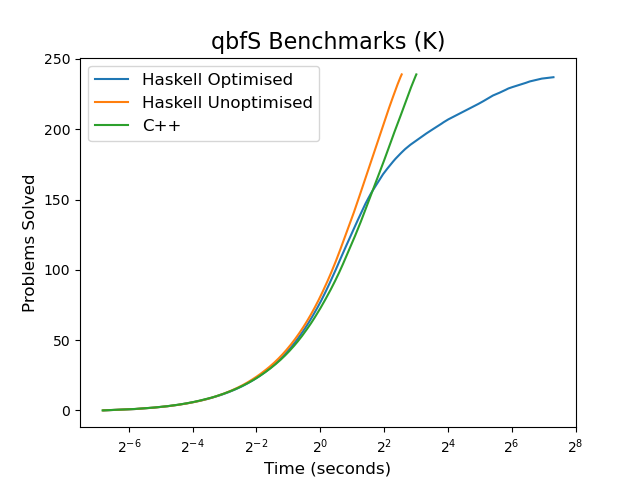 qbfS Benchmarks (K)
Haskell Optimised
Haskell Unoptimised
C++
Problems Solved
250
200
150
100
50
0
2^-6 2^-4 2^-2 2^0 2^2 2^4 2^6 2^8
Time (seconds)